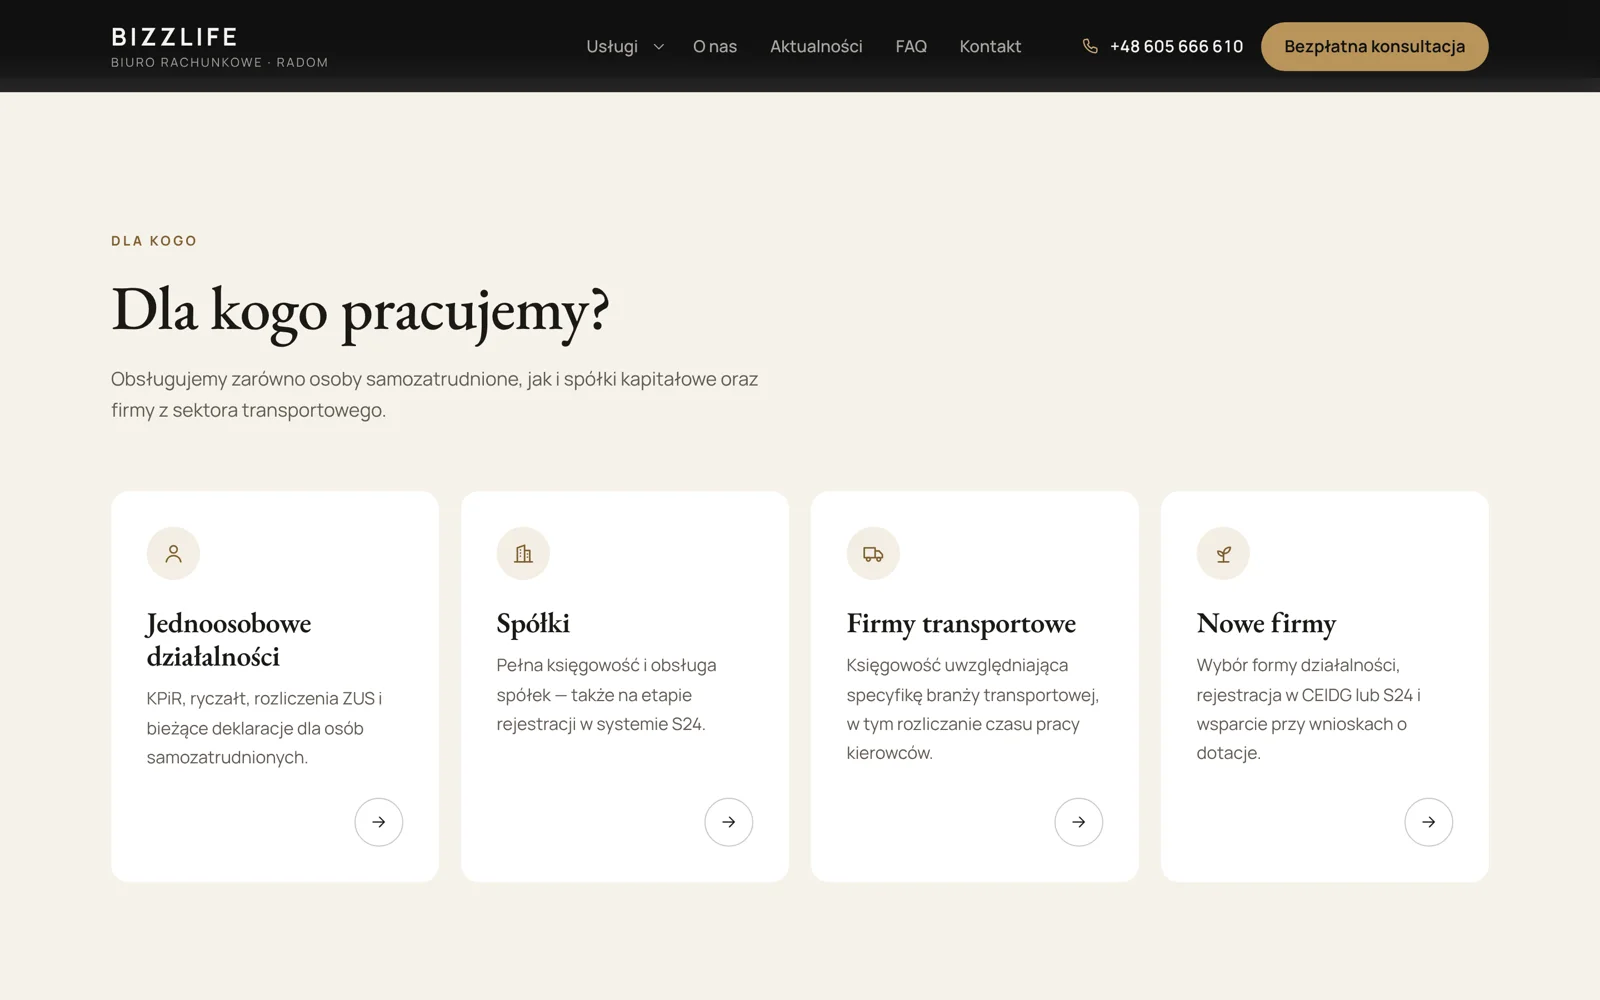 BIZZLIFE
BIURO RACHUNKOWE · RADOM
Usługi
O nas
Aktualności
FAQ
Kontakt
+48 605 666 610
Bezpłatna konsultacja
DLA KOGO
Dla kogo pracujemy?
Obsługujemy zarówno osoby samozatrudnione, jak i spółki kapitałowe oraz
firmy z sektora transportowego.
Jednoosobowe
działalności
KPiR, ryczałt, rozliczenia ZUS i
bieżące deklaracje dla osób
samozatrudnionych.
Spółki
Pełna księgowość i obsługa
spółek — także na etapie
rejestracji w systemie S24.
Firmy transportowe
Księgowość uwzględniająca
specyfikę branży transportowej,
w tym rozliczanie czasu pracy
kierowców.
Nowe firmy
Wybór formy działalności,
rejestracja w CEIDG lub S24 i
wsparcie przy wnioskach o
dotacje.